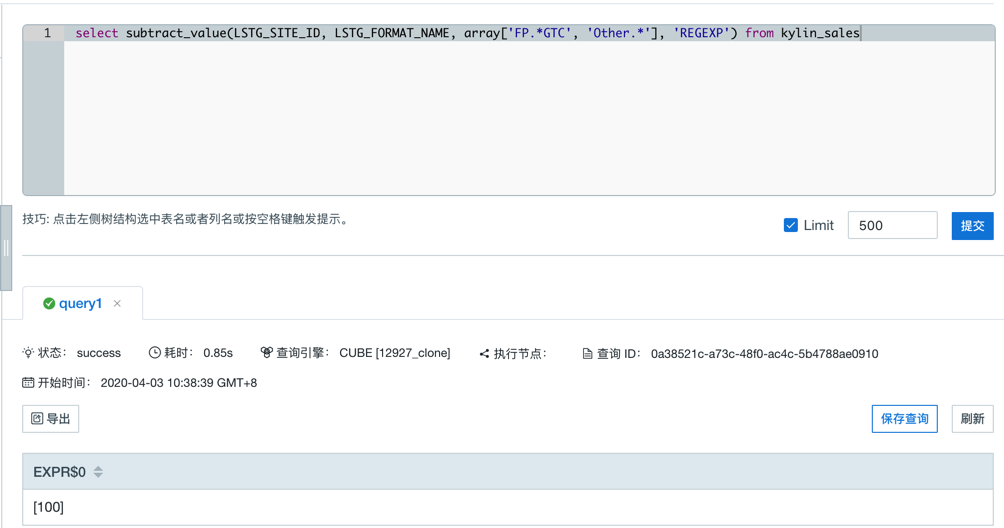 1 select subtract_value(LSTG_SITE_ID, LSTG_FORMAT_NAME, array['FP.*GTC', 'Other.*'], 'REGEXP') from kylin_sales
技巧: 点击左侧树结构选中表名或者列名或按空格键触发提示。
Limit 500 提交
query1 ×
状态: success 耗时: 0.85s 查询引擎: CUBE [12927_clone] 执行节点: 查询 ID: 0a38521c-a73c-48f0-ac4c-5b4788ae0910
开始时间: 2020-04-03 10:38:39 GMT+8
导出 保存查询 刷新
EXPR$0
[100]